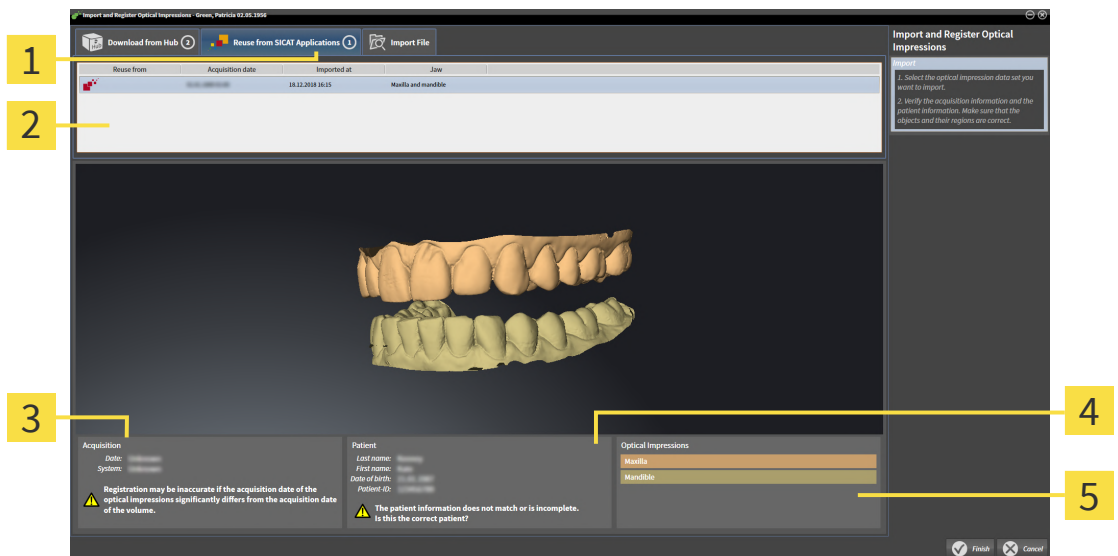 Import and Register Optical Impressions - Green, Patricia 02.05.1956
Hub
Download from Hub 2
Reuse from SICAT Applications 1
Import File
Reuse from Acquisition date Imported at Jaw
18.12.2018 16:15 Maxilla and mandible
Import and Register Optical
Impressions
Import
1. Select the optical impression data set you
want to import.
2. Verify the acquisition information and the
patient information. Make sure that the
objects and their regions are correct.
1
2
3
4
5
Acquisition
Date:
System:
Registration may be inaccurate if the acquisition date of the
optical impressions significantly differs from the acquisition date
of the volume.
Patient
Last name:
First name:
Date of birth:
Patient-ID:
The patient information does not match or is incomplete.
Is this the correct patient?
Optical Impressions
Maxilla
Mandible
Finish
Cancel